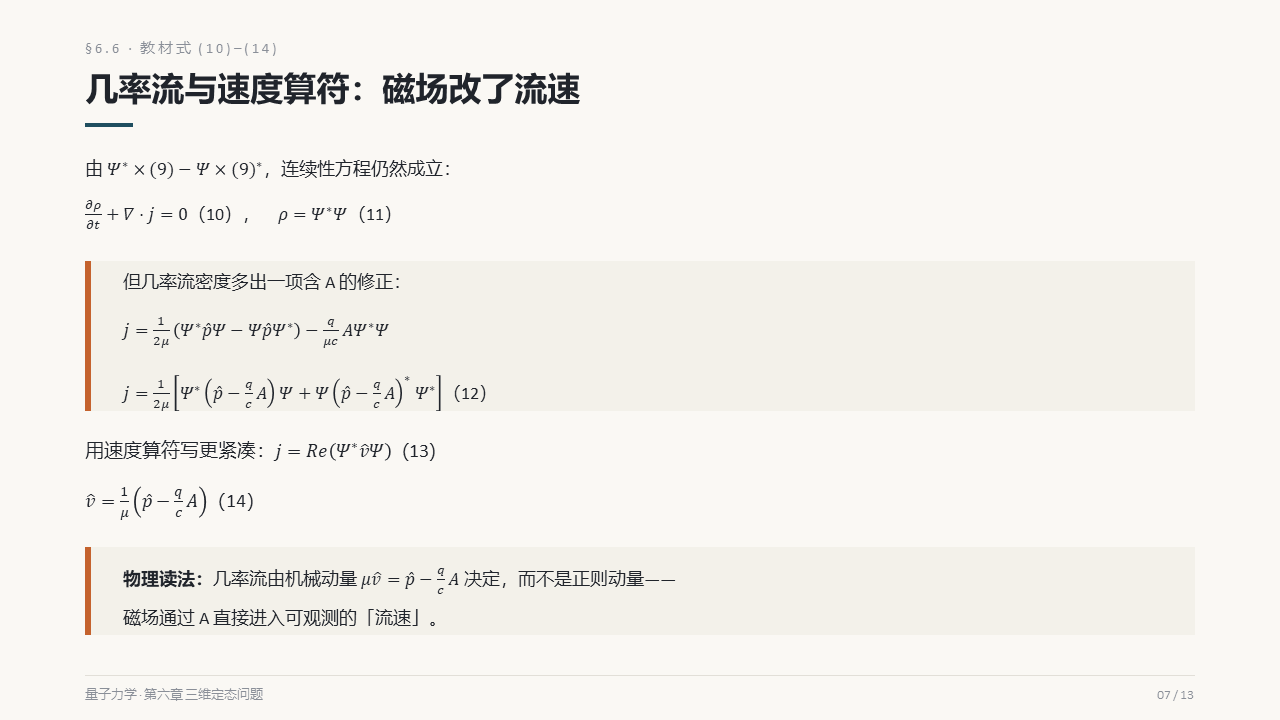 §6.6 · 教材式 (10)–(14)
几率流与速度算符：磁场改了流速
由 Ψ* × (9) − Ψ × (9)*，连续性方程仍然成立：
∂ρ/∂t + ∇ · j = 0（10），  ρ = Ψ*Ψ（11）
但几率流密度多出一项含 A 的修正：
j = 1/2μ (Ψ*p̂Ψ − Ψp̂Ψ*) − q/μc AΨ*Ψ
j = 1/2μ [Ψ* (p̂ − q/c A) Ψ + Ψ (p̂ − q/c A)* Ψ*]（12）
用速度算符写更紧凑：j = Re(Ψ*v̂Ψ)（13）
v̂ = 1/μ (p̂ − q/c A)（14）
物理读法：几率流由机械动量 μv̂ = p̂ − q/c A 决定，而不是正则动量——
磁场通过 A 直接进入可观测的「流速」。
量子力学 · 第六章 三维定态问题
07 / 13